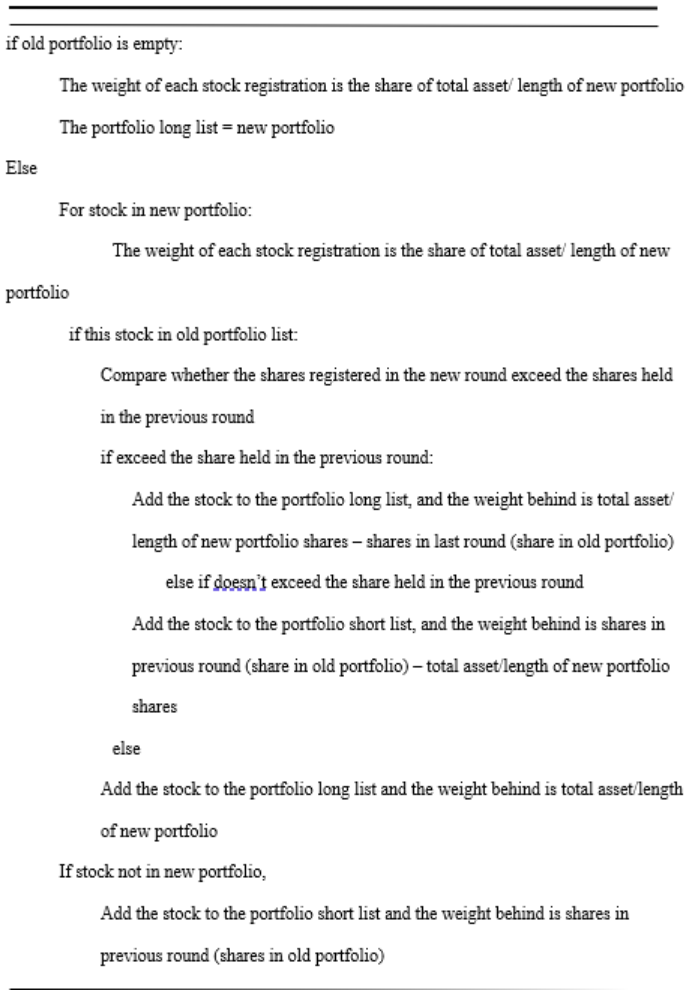 if old portfolio is empty:
The weight of each stock registration is the share of total asset/ length of new portfolio
The portfolio long list = new portfolio
Else
For stock in new portfolio:
The weight of each stock registration is the share of total asset/ length of new
portfolio
if this stock in old portfolio list:
Compare whether the shares registered in the new round exceed the shares held
in the previous round
if exceed the share held in the previous round:
Add the stock to the portfolio long list, and the weight behind is total asset/
length of new portfolio shares – shares in last round (share in old portfolio)
else if doesn't exceed the share held in the previous round
Add the stock to the portfolio short list, and the weight behind is shares in
previous round (share in old portfolio) – total asset/length of new portfolio
shares
else
Add the stock to the portfolio long list and the weight behind is total asset/length
of new portfolio
If stock not in new portfolio,
Add the stock to the portfolio short list and the weight behind is shares in
previous round (shares in old portfolio)